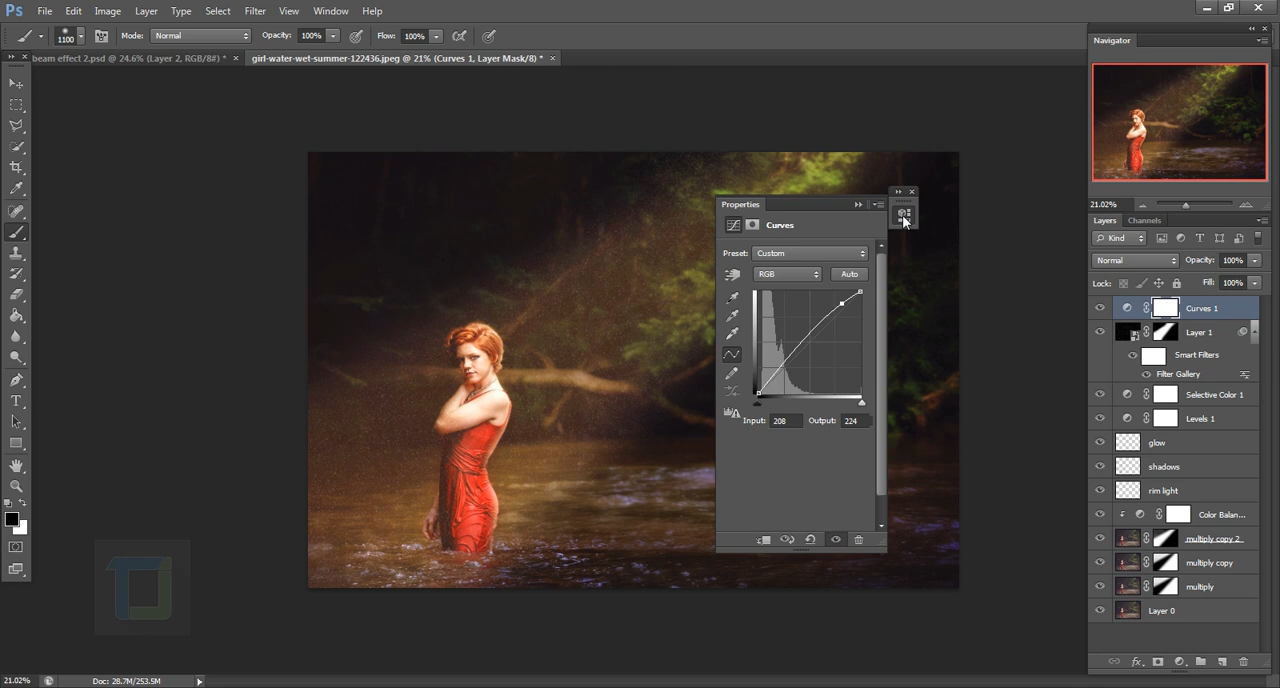 Ps File Edit Image Layer Type Select Filter View Window Help
1100 Mode: Normal Opacity: 100% Flow: 100%
beam effect 2.psd @ 24.6% (Layer 2, RGB/8#) * × girl-water-wet-summer-122436.jpeg @ 21% (Curves 1, Layer Mask/8) * ×
Navigator
21.02%
Layers Channels
Kind
Normal Opacity: 100%
Lock: Fill: 100%
Curves 1
Layer 1
Smart Filters
Filter Gallery
Selective Color 1
Levels 1
glow
shadows
rim light
Color Balan...
multiply copy 2
multiply copy
multiply
Layer 0
Properties
Curves
Preset: Custom
RGB Auto
Input: 208 Output: 224
21.02% Doc: 28.7M/253.5M